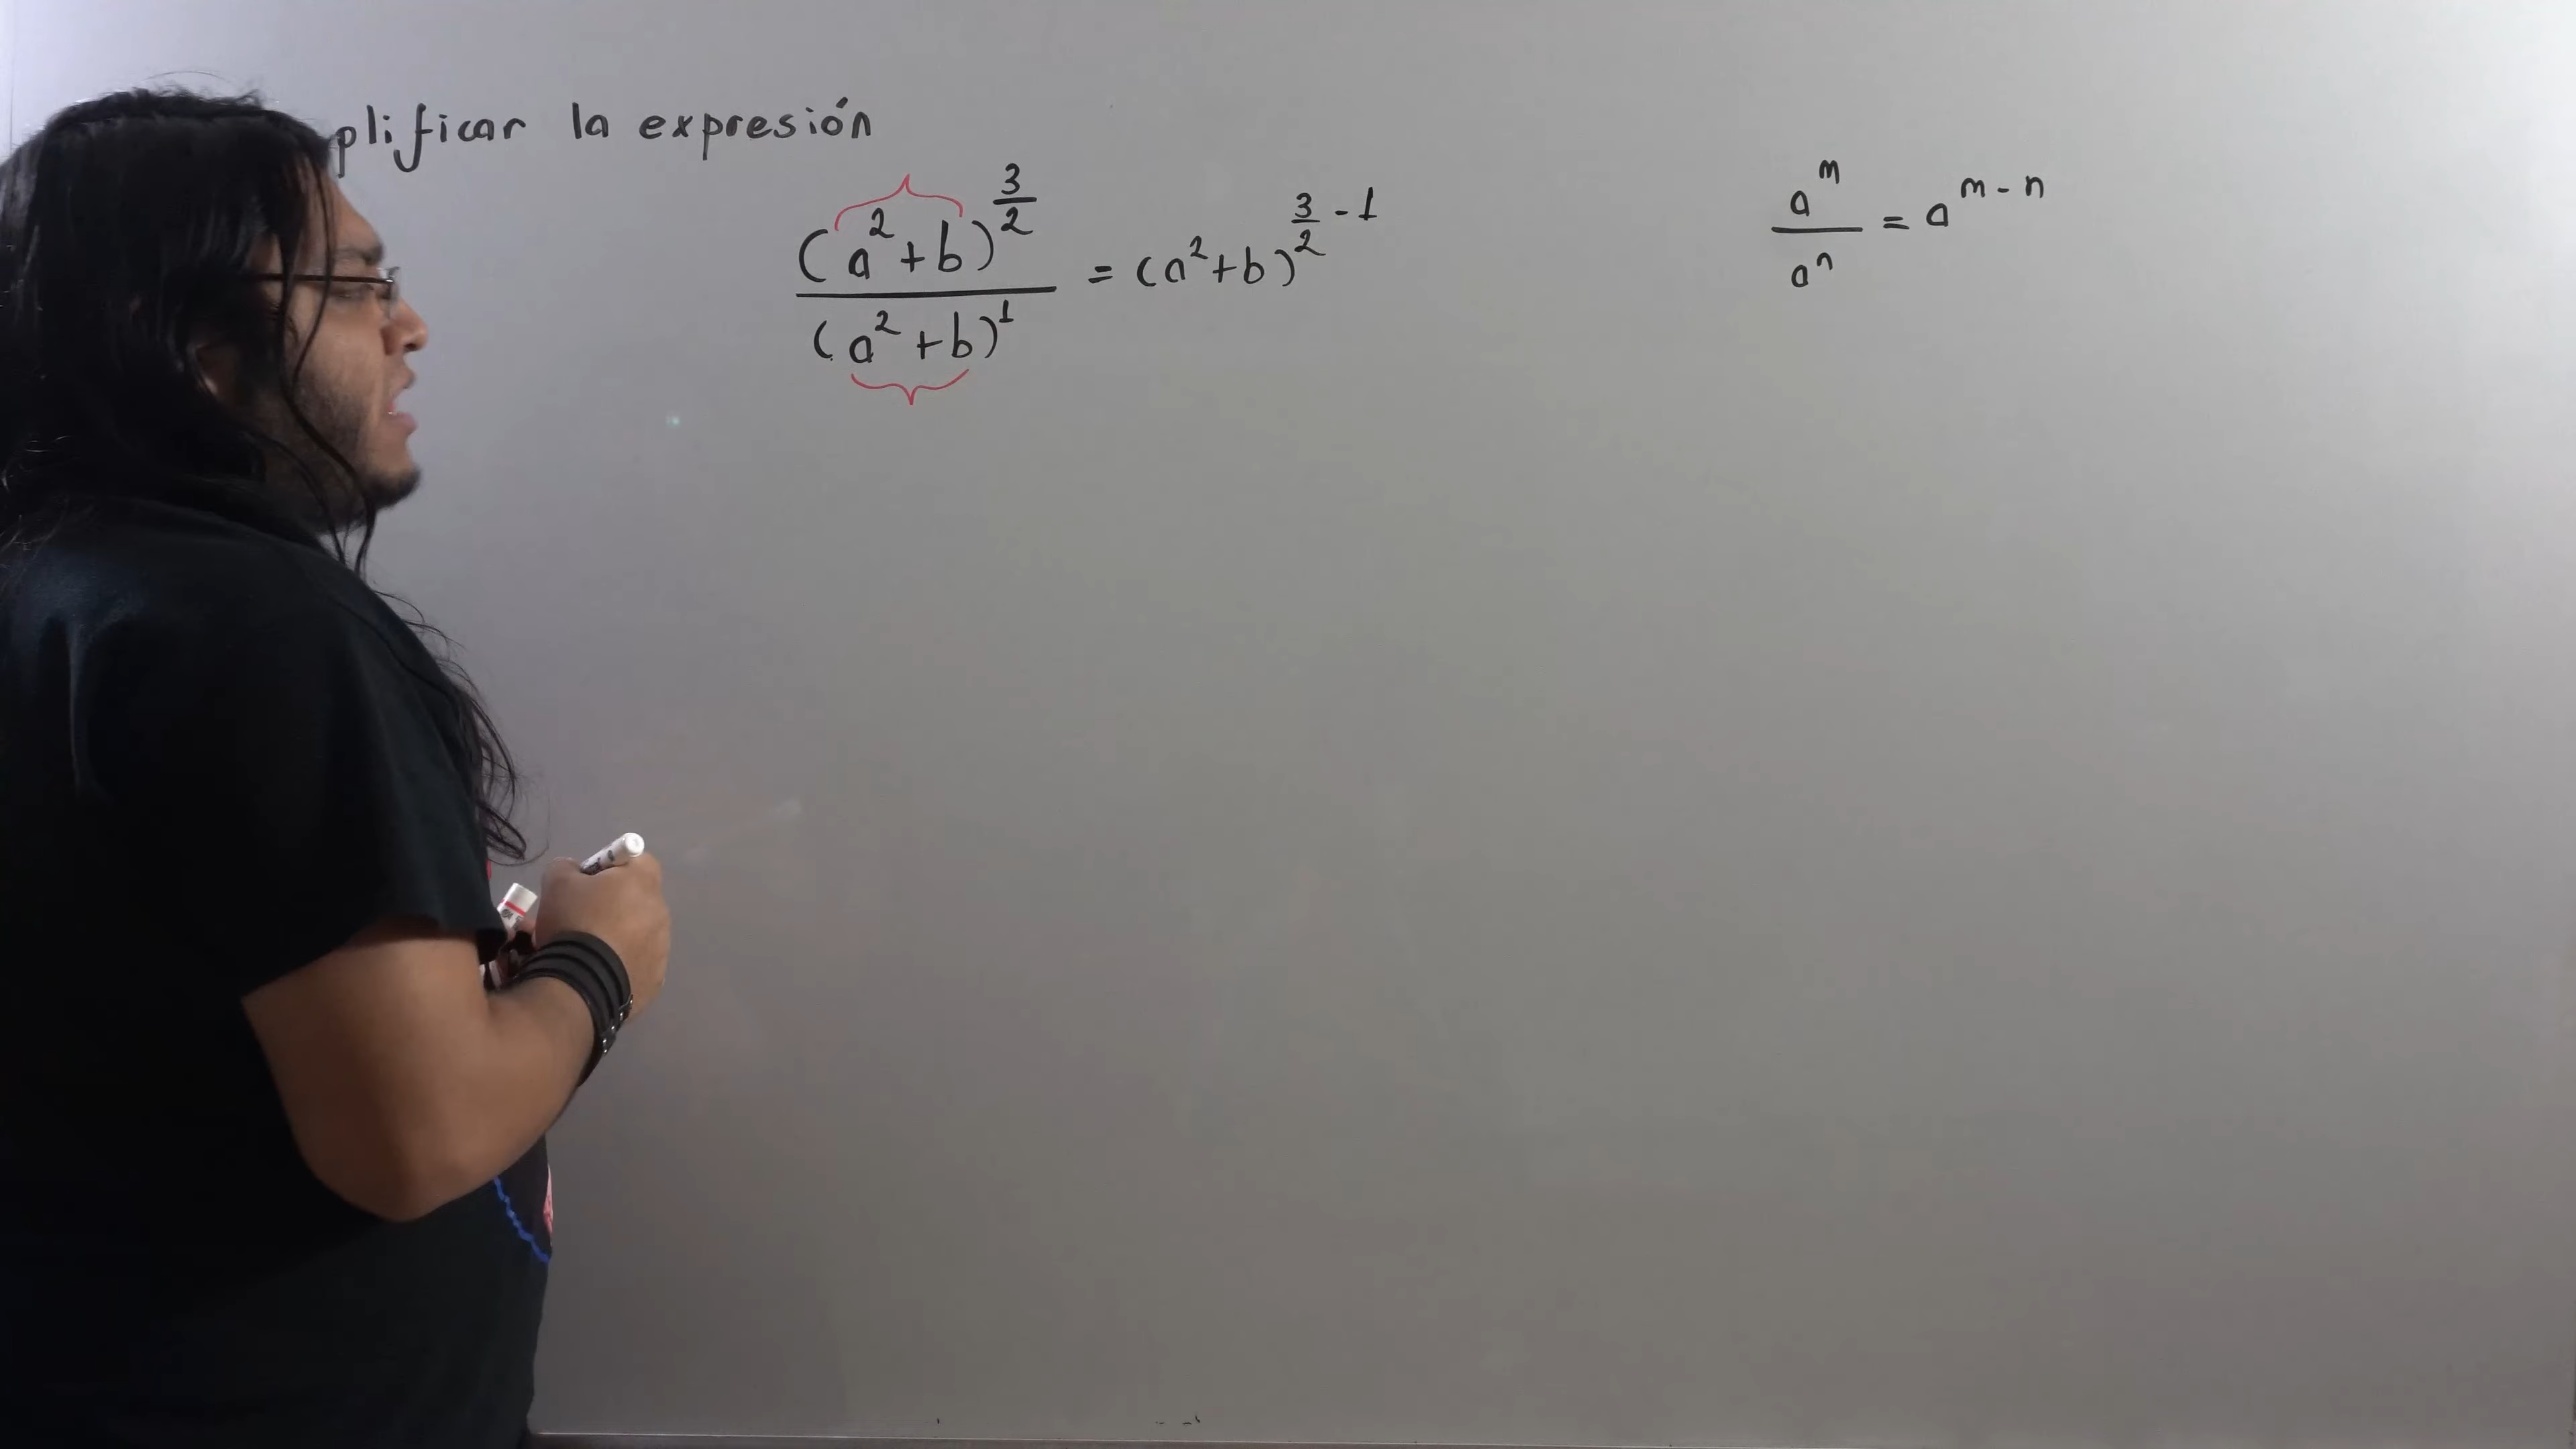 plificar la expresión
(a²+b)^(3/2) / (a²+b)¹ = (a²+b)^(3/2 - 1)
a^m / a^n = a^(m-n)